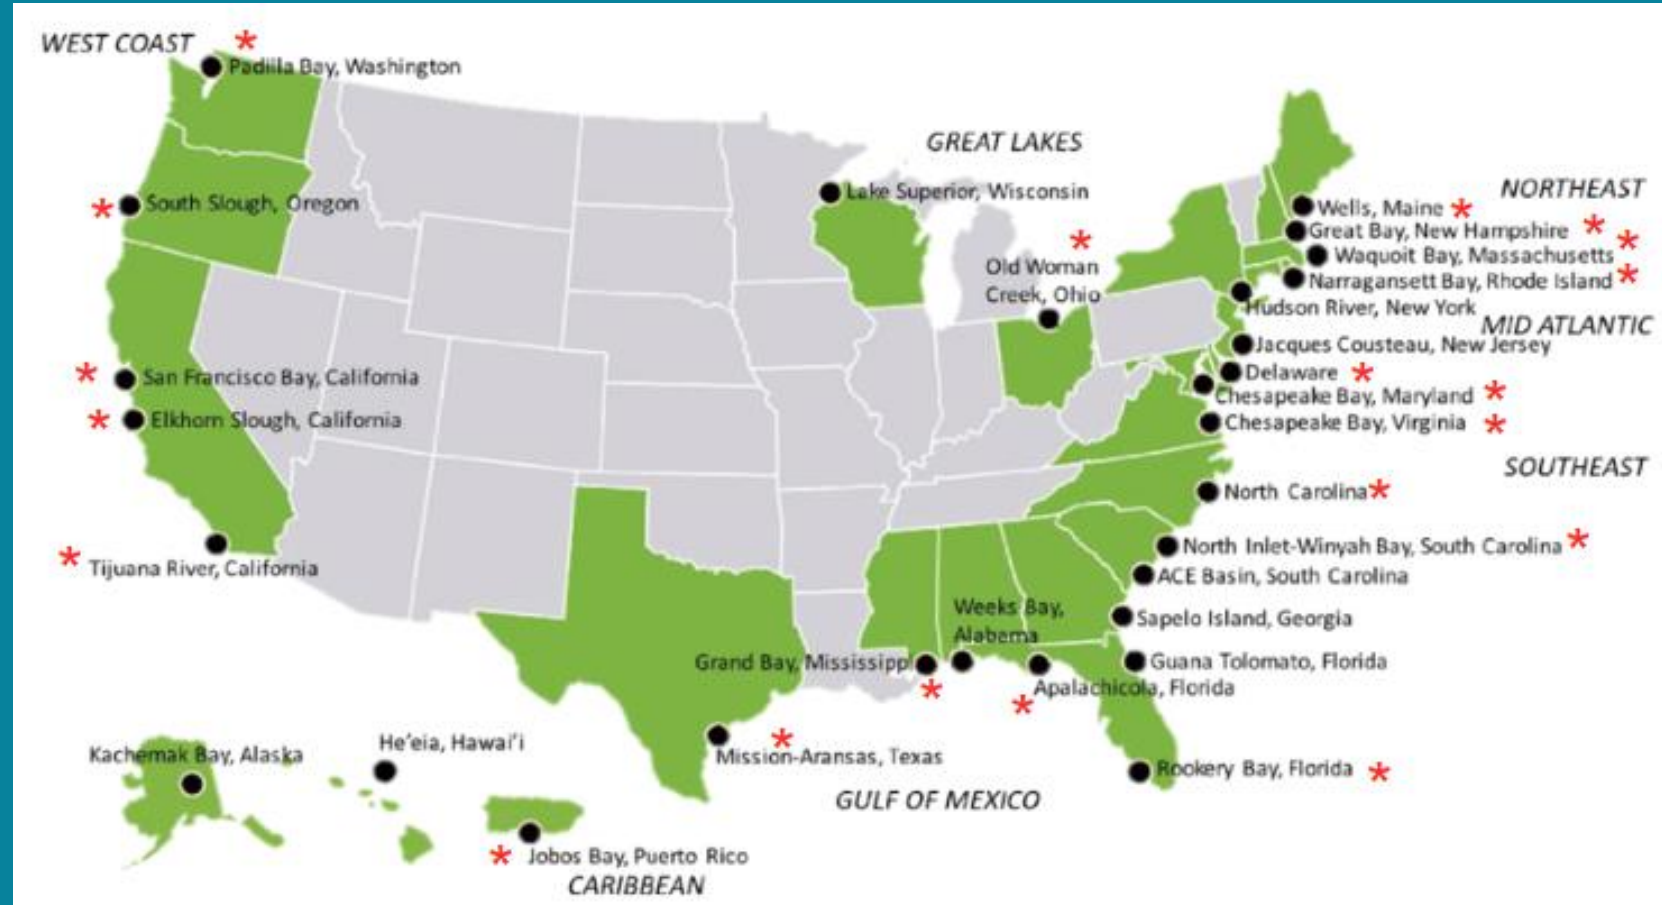 WEST COAST *
Padilla Bay, Washington
GREAT LAKES
Lake Superior, Wisconsin
NORTHEAST
* South Slough, Oregon
Wells, Maine *
Great Bay, New Hampshire *
*
Waquoit Bay, Massachusetts
*
Old Woman
Creek, Ohio
Narragansett Bay, Rhode Island *
Hudson River, New York
MID ATLANTIC
Jacques Cousteau, New Jersey
* San Francisco Bay, California
Delaware *
Chesapeake Bay, Maryland *
* Elkhorn Slough, California
Chesapeake Bay, Virginia *
SOUTHEAST
North Carolina *
North Inlet-Winyah Bay, South Carolina *
* Tijuana River, California
ACE Basin, South Carolina
Weeks Bay,
Alabema
Sapelo Island, Georgia
Grand Bay, Mississippi
*
Guana Tolomato, Florida
Apalachicola, Florida
*
Kachemak Bay, Alaska
He’eia, Hawai’i
*
Mission-Aransas, Texas
Rookery Bay, Florida *
GULF OF MEXICO
* Jobos Bay, Puerto Rico
CARIBBEAN